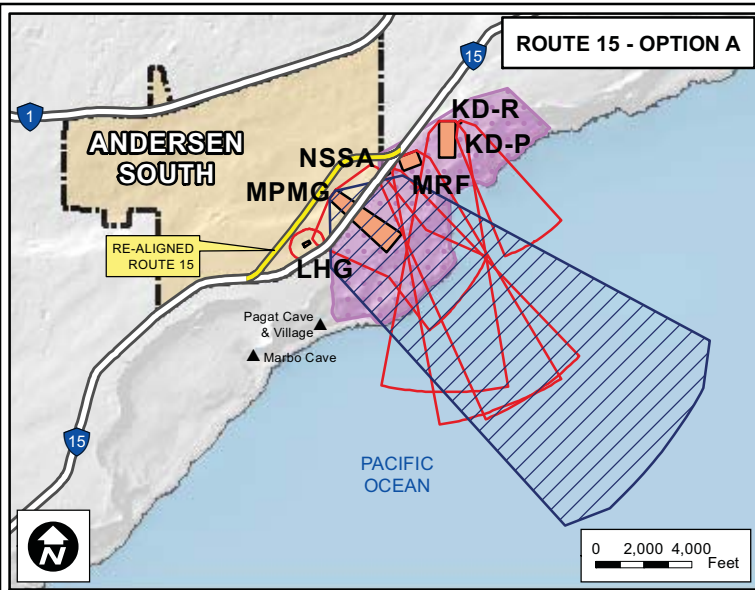 ROUTE 15 - OPTION A
15
1
KD-R
ANDERSEN
SOUTH
NSSA
KD-P
MPMG
MRF
RE-ALIGNED
ROUTE 15
LHG
Pagat Cave
& Village
Marbo Cave
15
PACIFIC
OCEAN
N
0 2,000 4,000
Feet